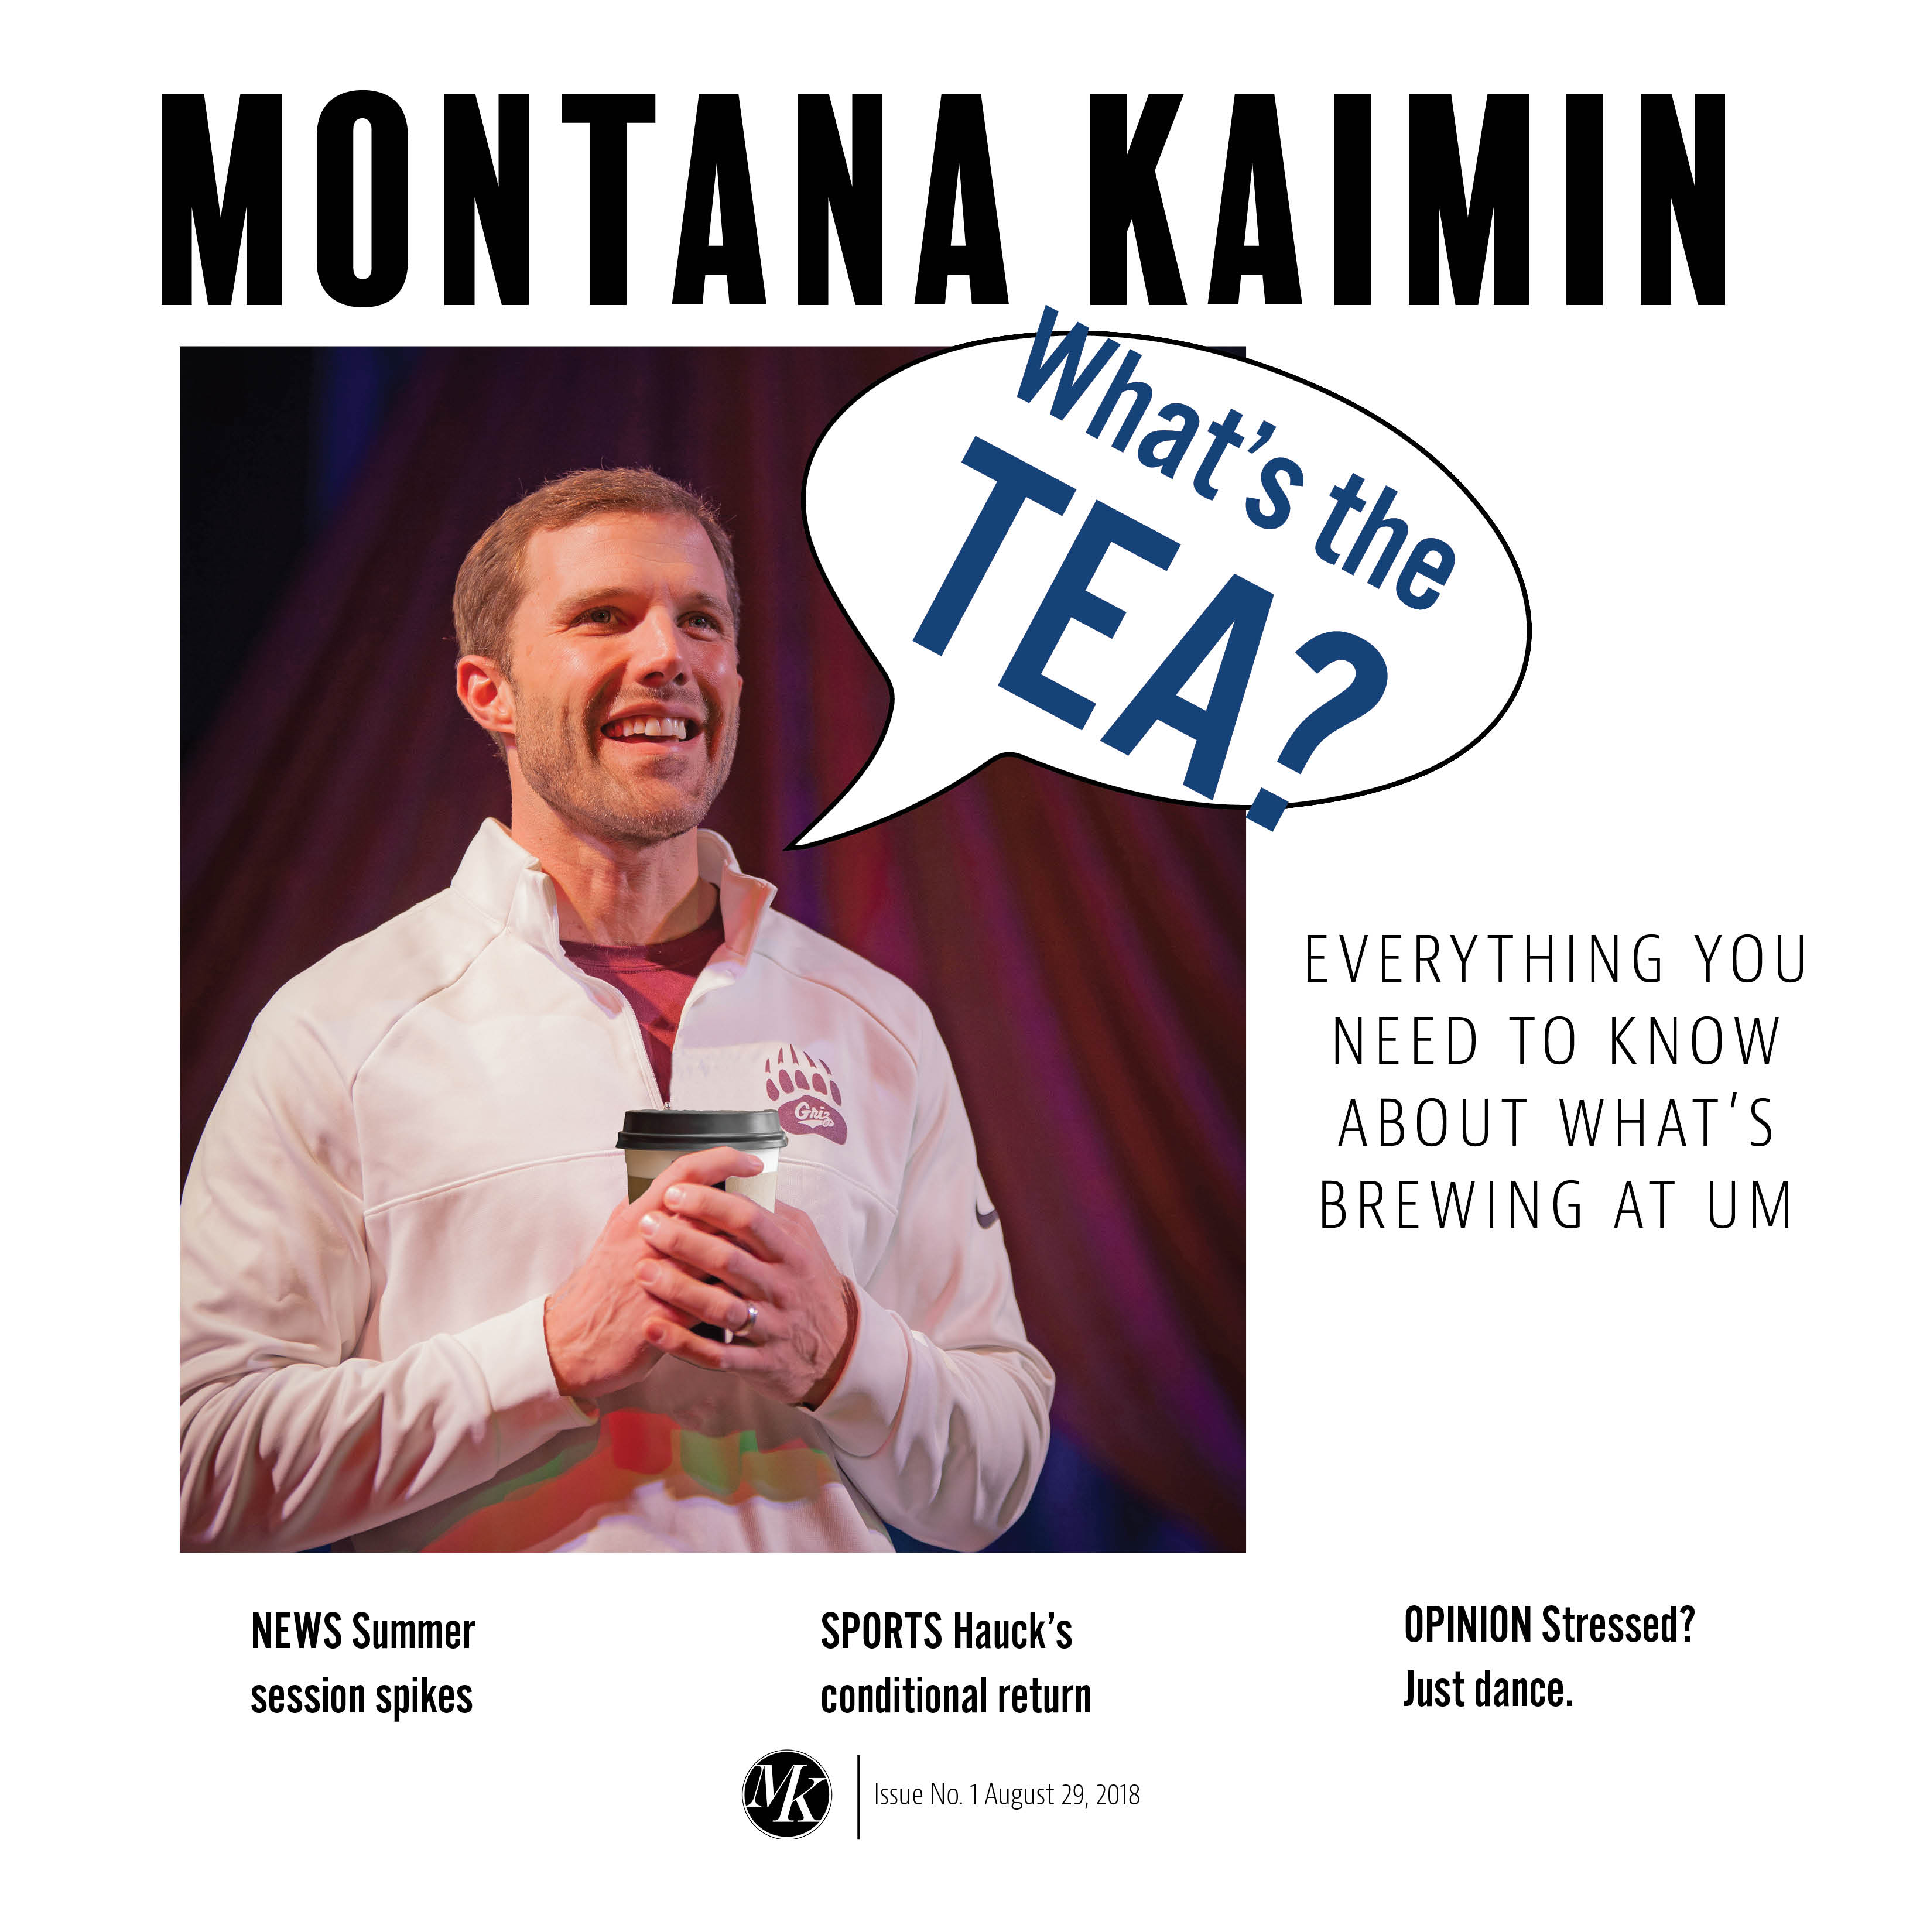 MONTANA KAIMIN
What's the
TEA?
EVERYTHING YOU
NEED TO KNOW
ABOUT WHAT'S
BREWING AT UM
Griz
NEWS Summer
session spikes
SPORTS Hauck's
conditional return
OPINION Stressed?
Just dance.
MK
Issue No. 1 August 29, 2018